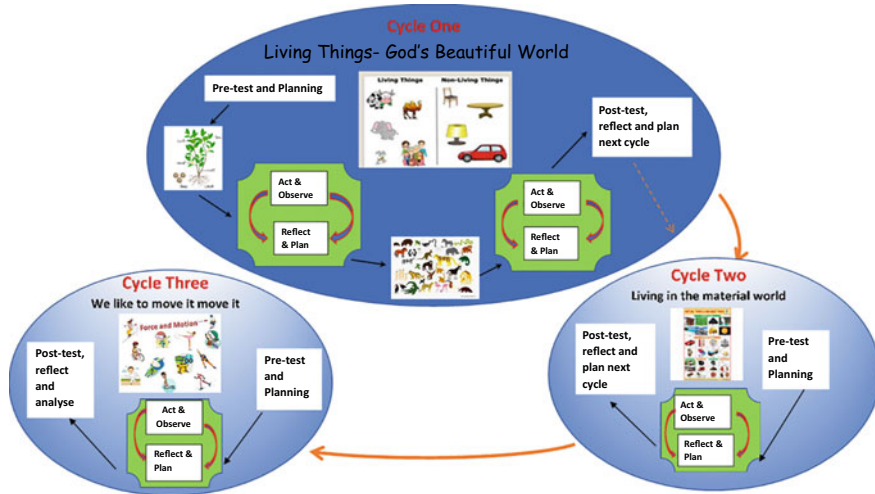 Cycle One
Living Things- God's Beautiful World
Pre-test and Planning
Living Things
Non-Living Things
Post-test,
reflect and plan
next cycle
Act &
Observe
Reflect
& Plan
Act &
Observe
Reflect
& Plan
Cycle Three
We like to move it move it
Force and Motion
Post-test,
reflect
and
analyse
Pre-test
and
Planning
Act &
Observe
Reflect &
Plan
Cycle Two
Living in the material world
Post-test,
reflect and
plan next
cycle
Pre-test
and
Planning
Act &
Observe
Reflect &
Plan